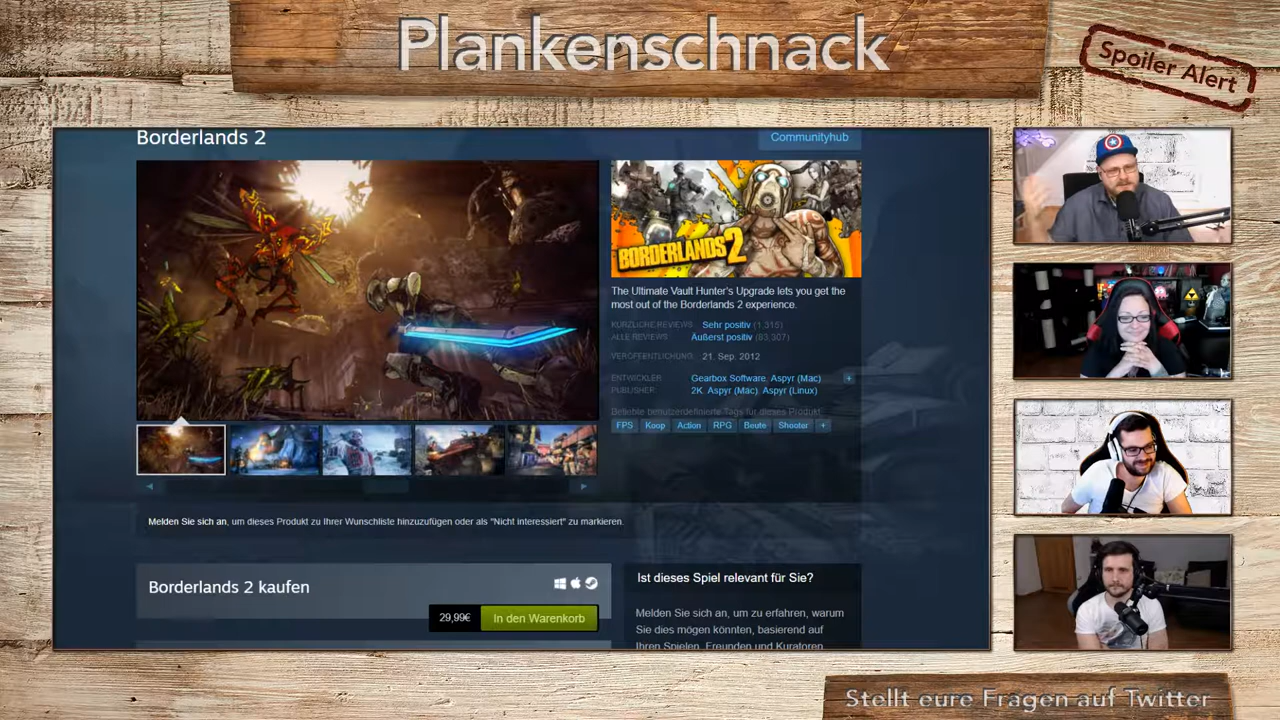 Plankenschnack
Spoiler Alert
Borderlands 2
Communityhub
BORDERLANDS 2
The Ultimate Vault Hunter's Upgrade lets you get the
most out of the Borderlands 2 experience.
KÜRZLICHE REVIEWS: Sehr positiv (1,315)
ALLE REVIEWS: Äußerst positiv (83,307)
VERÖFFENTLICHUNG: 21. Sep. 2012
ENTWICKLER: Gearbox Software, Aspyr (Mac) +
PUBLISHER: 2K, Aspyr (Mac), Aspyr (Linux)
Beliebte benutzerdefinierte Tags für dieses Produkt:
FPS Koop Action RPG Beute Shooter +
Melden Sie sich an, um dieses Produkt zu Ihrer Wunschliste hinzuzufügen oder als "Nicht interessiert" zu markieren.
Borderlands 2 kaufen
29,99€ In den Warenkorb
Ist dieses Spiel relevant für Sie?
Melden Sie sich an, um zu erfahren, warum
Sie dies mögen könnten, basierend auf
Ihren Spielen, Freunden und Kuratoren
Stellt eure Fragen auf Twitter